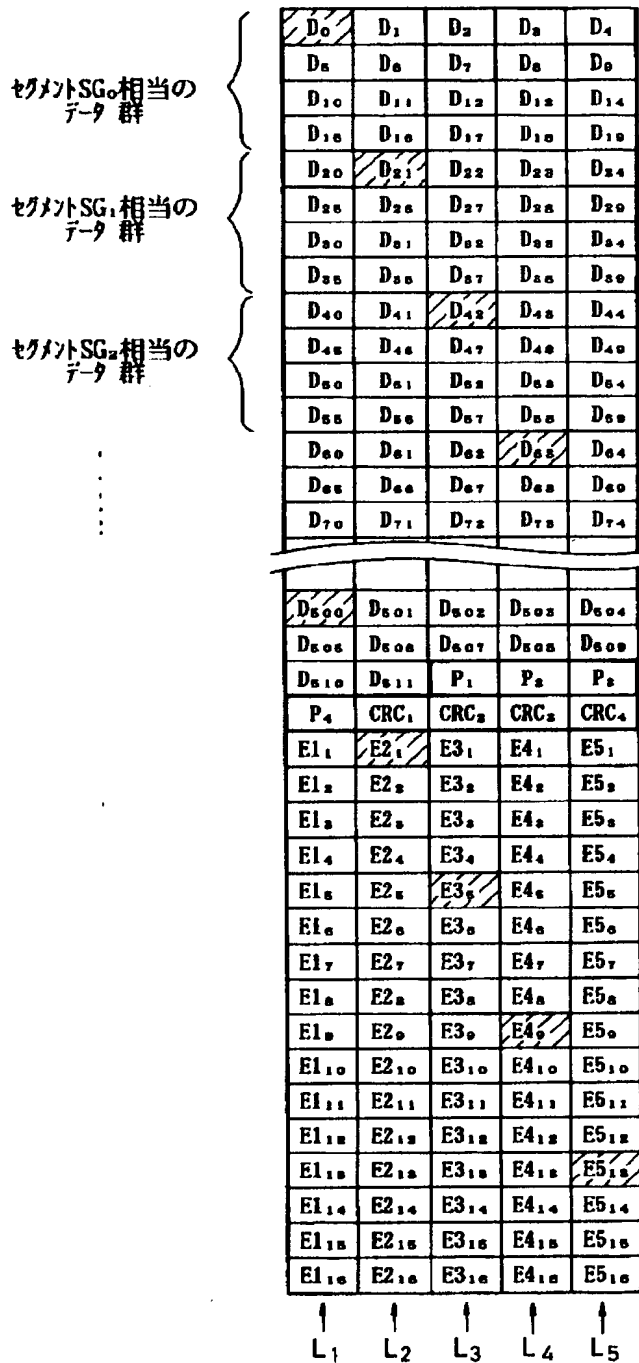 セグメントSG₀相当の
データ 群
セグメントSG₁相当の
データ 群
セグメントSG₂相当の
データ 群
D₀ D₁ D₂ D₃ D₄
D₅ D₆ D₇ D₈ D₉
D₁₀ D₁₁ D₁₂ D₁₃ D₁₄
D₁₅ D₁₆ D₁₇ D₁₈ D₁₉
D₂₀ D₂₁ D₂₂ D₂₃ D₂₄
D₂₅ D₂₆ D₂₇ D₂₈ D₂₉
D₃₀ D₃₁ D₃₂ D₃₃ D₃₄
D₃₅ D₃₆ D₃₇ D₃₈ D₃₉
D₄₀ D₄₁ D₄₂ D₄₃ D₄₄
D₄₅ D₄₆ D₄₇ D₄₈ D₄₉
D₅₀ D₅₁ D₅₂ D₅₃ D₅₄
D₅₅ D₅₆ D₅₇ D₅₈ D₅₉
D₆₀ D₆₁ D₆₂ D₆₃ D₆₄
D₆₅ D₆₆ D₆₇ D₆₈ D₆₉
D₇₀ D₇₁ D₇₂ D₇₃ D₇₄
D₅₀₀ D₅₀₁ D₅₀₂ D₅₀₃ D₅₀₄
D₅₀₅ D₅₀₆ D₅₀₇ D₅₀₈ D₅₀₉
D₅₁₀ D₅₁₁ P₁ P₂ P₃
P₄ CRC₁ CRC₂ CRC₃ CRC₄
E1₁ E2₁ E3₁ E4₁ E5₁
E1₂ E2₂ E3₂ E4₂ E5₂
E1₃ E2₃ E3₃ E4₃ E5₃
E1₄ E2₄ E3₄ E4₄ E5₄
E1₅ E2₅ E3₅ E4₅ E5₅
E1₆ E2₆ E3₆ E4₆ E5₆
E1₇ E2₇ E3₇ E4₇ E5₇
E1₈ E2₈ E3₈ E4₈ E5₈
E1₉ E2₉ E3₉ E4₉ E5₉
E1₁₀ E2₁₀ E3₁₀ E4₁₀ E5₁₀
E1₁₁ E2₁₁ E3₁₁ E4₁₁ E5₁₁
E1₁₂ E2₁₂ E3₁₂ E4₁₂ E5₁₂
E1₁₃ E2₁₃ E3₁₃ E4₁₃ E5₁₃
E1₁₄ E2₁₄ E3₁₄ E4₁₄ E5₁₄
E1₁₅ E2₁₅ E3₁₅ E4₁₅ E5₁₅
E1₁₆ E2₁₆ E3₁₆ E4₁₆ E5₁₆
L₁ L₂ L₃ L₄ L₅